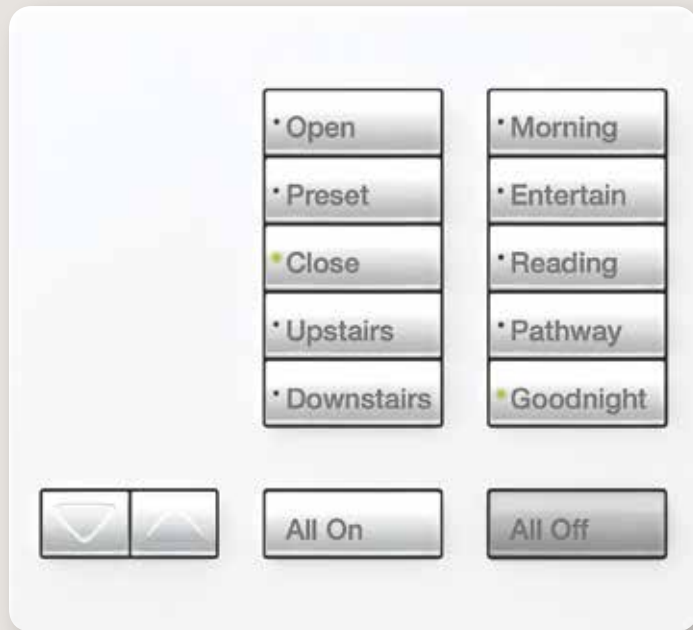 Open
Preset
Close
Upstairs
Downstairs
Morning
Entertain
Reading
Pathway
Goodnight
All On
All Off